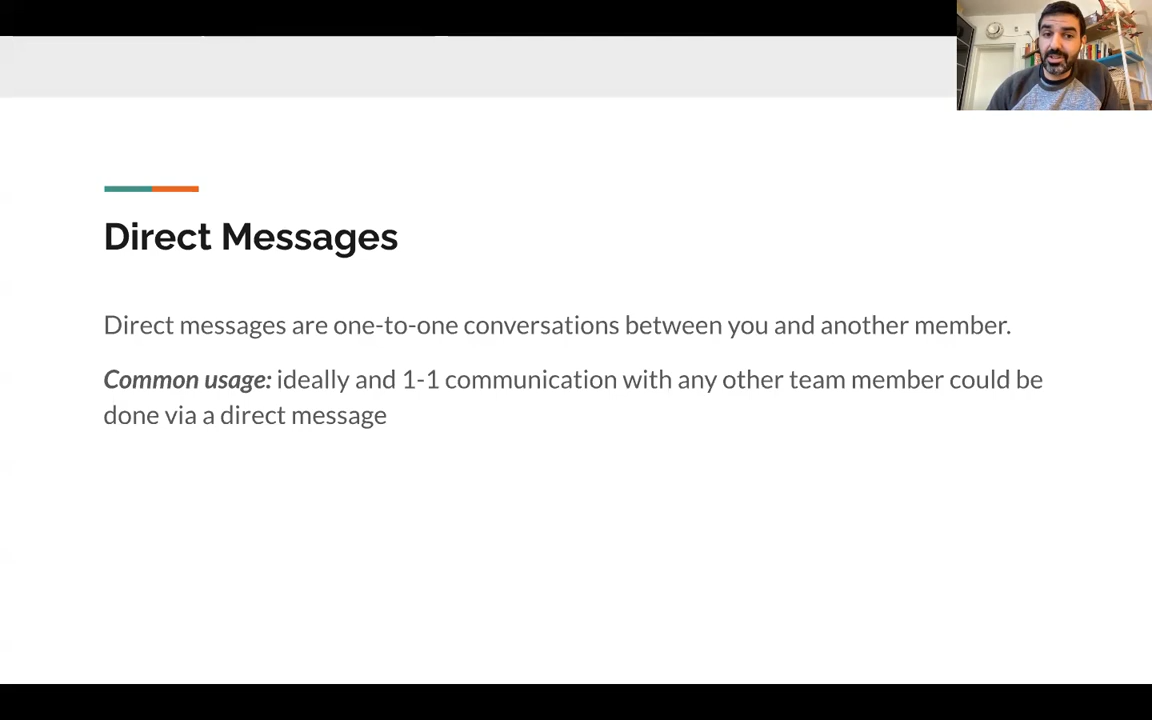 Direct Messages
Direct messages are one-to-one conversations between you and another member.
Common usage: ideally and 1-1 communication with any other team member could be
done via a direct message